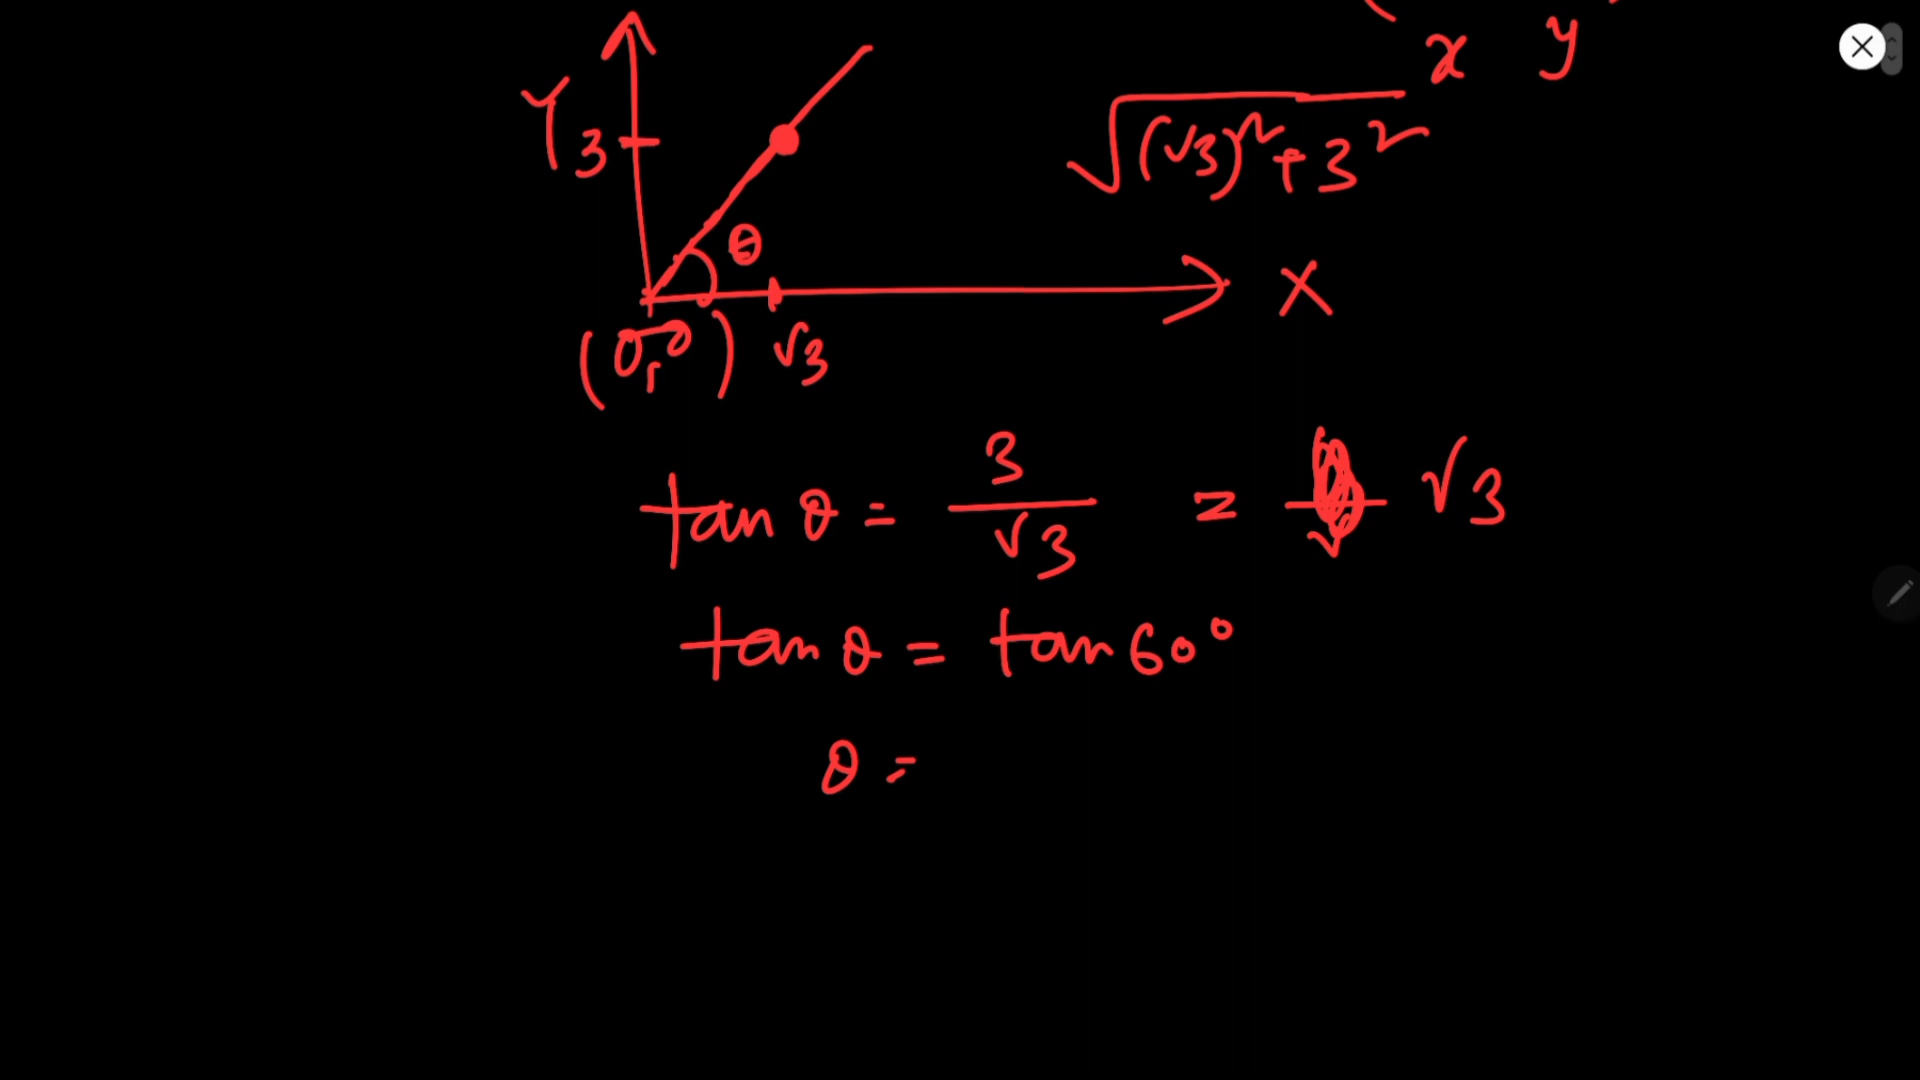 x y
Y 3
√(√3)²+3²
θ
X
(0,0) √3
tan θ = 3/√3 = √3
tan θ = tan 60°
θ =